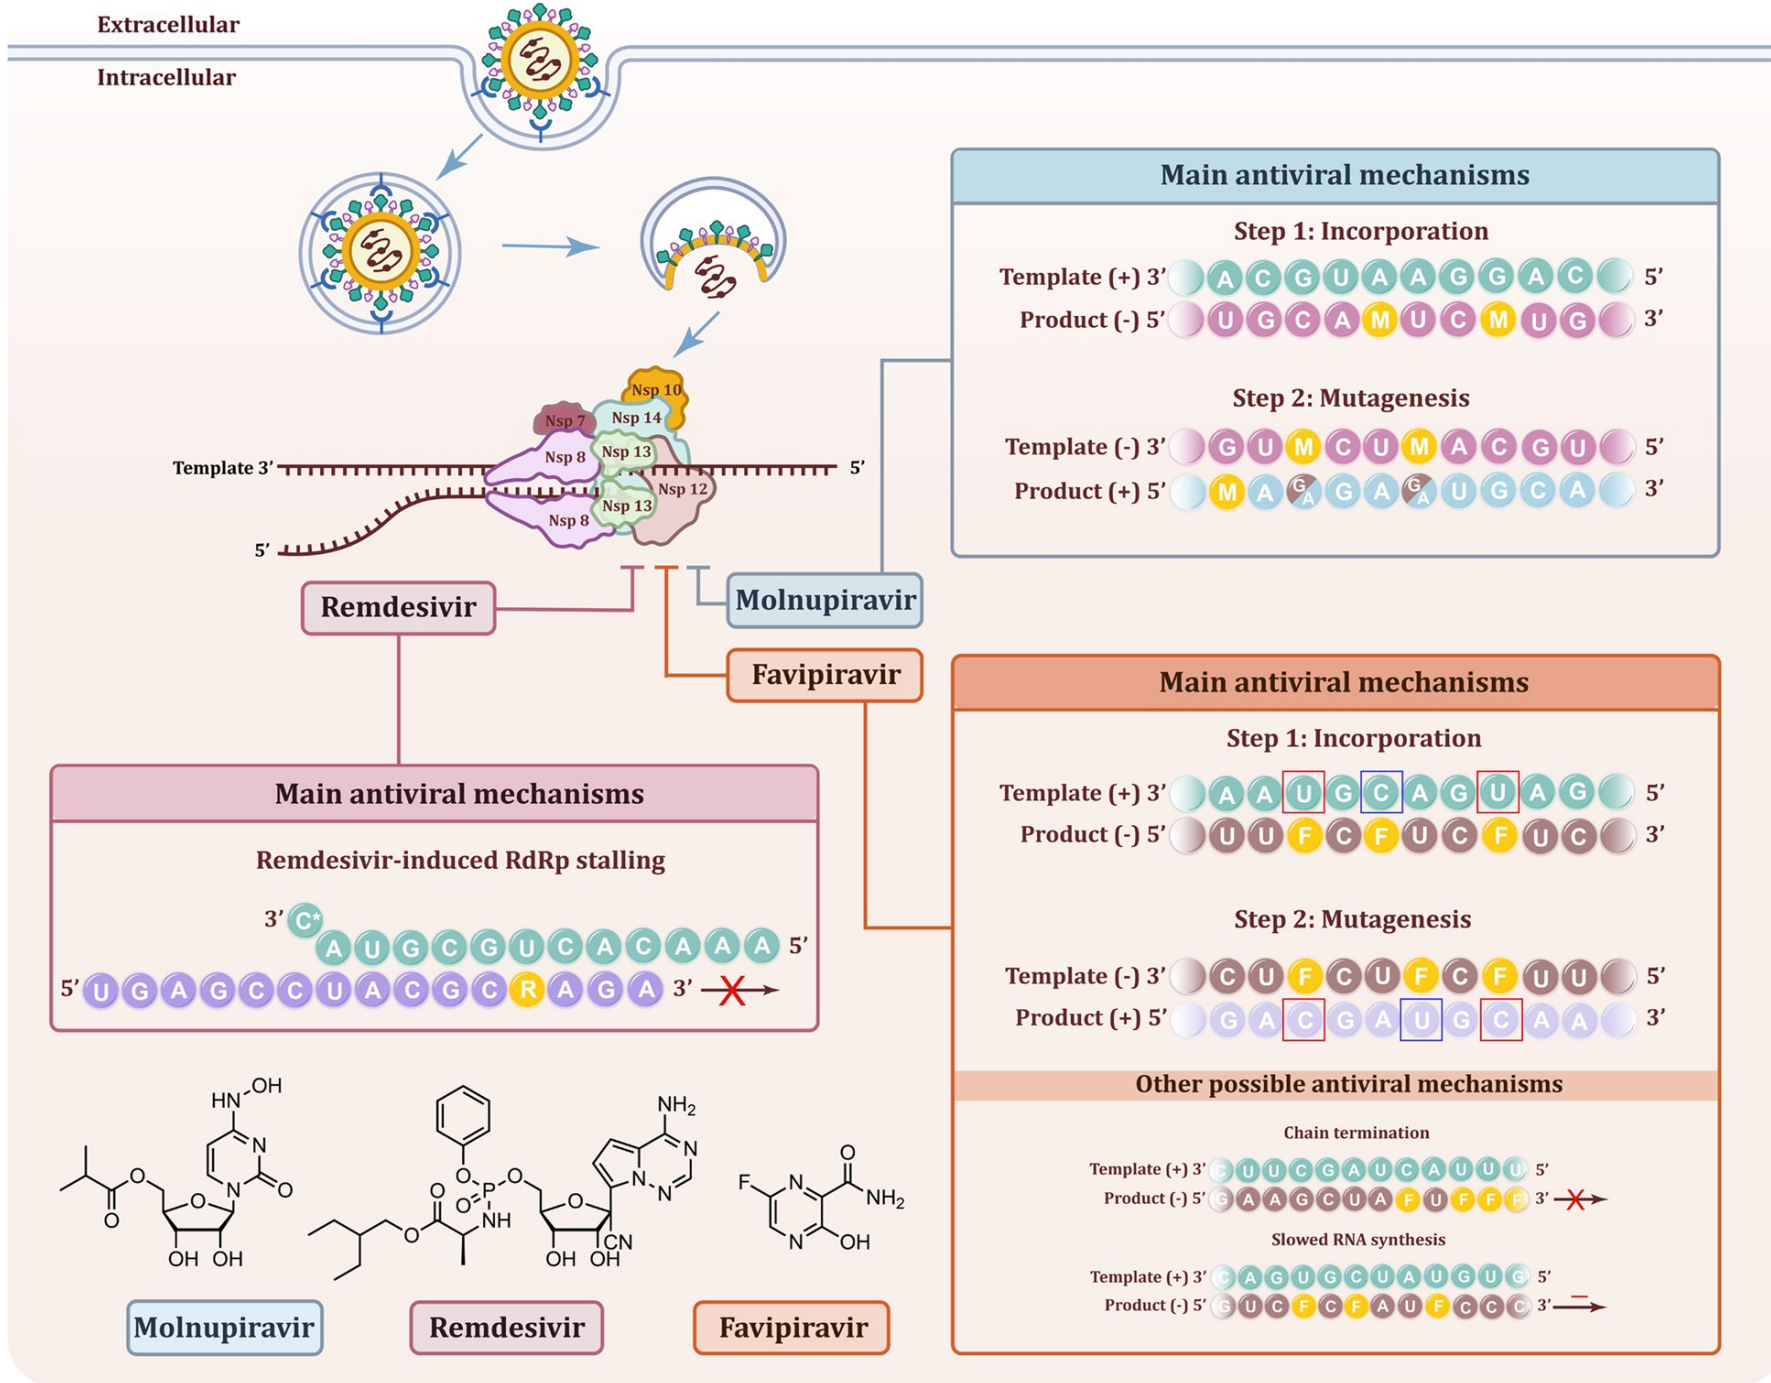 Extracellular
Intracellular
Nsp 10
Nsp 7
Nsp 14
Nsp 13
Nsp 8
Template 3’
5’
Nsp 12
Nsp 13
Nsp 8
5’
Remdesivir
Molnupiravir
Favipiravir
Main antiviral mechanisms
Step 1: Incorporation
Template (+) 3’ A C G U A A G G A C 5’
Product (-) 5’ U G C A M U C M U G 3’
Step 2: Mutagenesis
Template (-) 3’ G U M C U M A C G U 5’
Product (+) 5’ M A G A G A G A U G C A 3’
Main antiviral mechanisms
Remdesivir-induced RdRp stalling
3’ C*
A U G C G U C A C A A A 5’
5’ U G A G C C U A C G C R A G A 3’
Main antiviral mechanisms
Step 1: Incorporation
Template (+) 3’ A A U G C A G U A G 5’
Product (-) 5’ U U F C F U C F U C 3’
Step 2: Mutagenesis
Template (-) 3’ C U F C U F C F U U 5’
Product (+) 5’ G A C G A U G C A A 3’
Other possible antiviral mechanisms
Chain termination
Template (+) 3’ C U U C G A U C A U U U 5’
Product (-) 5’ G A A G C U A F U F F F 3’
Slowed RNA synthesis
Template (+) 3’ C A G U G C U A U G U G 5’
Product (-) 5’ G U C F C F A U F C C C 3’
HN OH
N
N O
O
O
O
OH OH
Molnupiravir
NH2
N
N
N
O
P
O
O
NH
O
O
O
CN
OH OH
Remdesivir
F
N
O
NH2
N
OH
Favipiravir